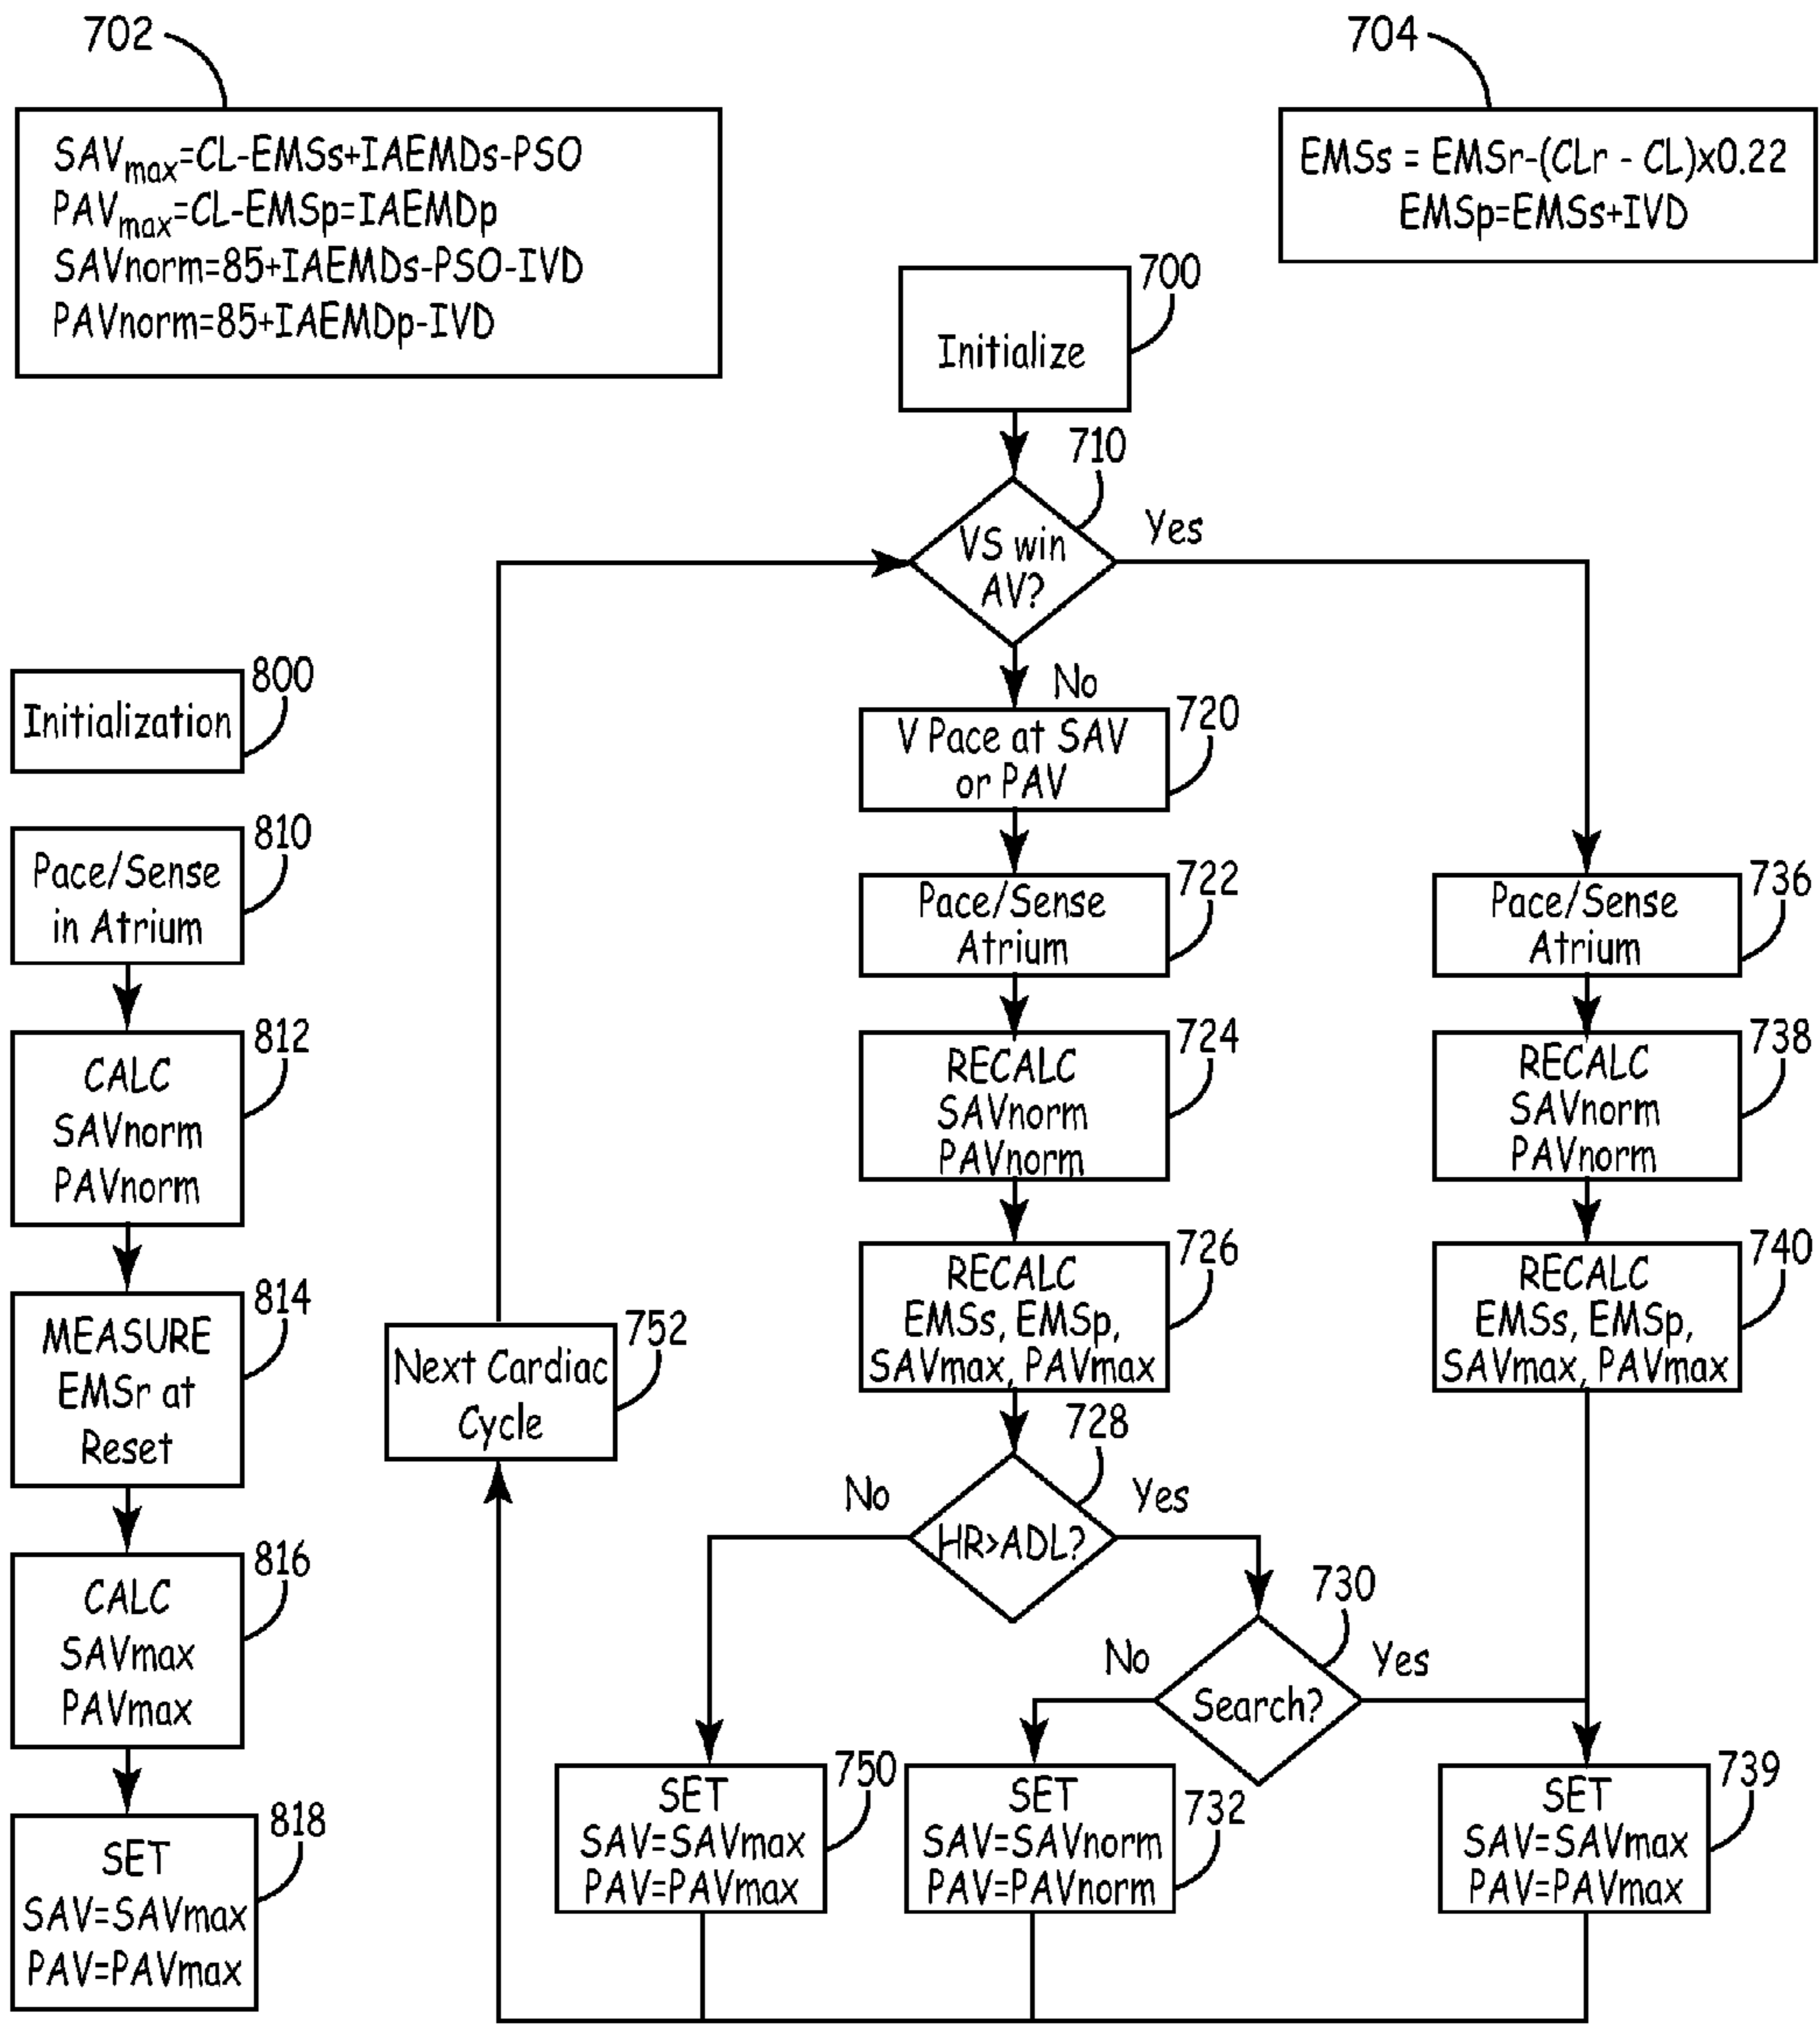 702
SAVmax=CL-EMSs+IAEMDs-PSO
PAVmax=CL-EMSp=IAEMDp
SAVnorm=85+IAEMDs-PSO-IVD
PAVnorm=85+IAEMDp-IVD
704
EMSs = EMSr-(CLr - CL)x0.22
EMSp=EMSs+IVD
700
Initialize
710
VS win
AV?
Yes
No
720
V Pace at SAV
or PAV
722
Pace/Sense
Atrium
724
RECALC
SAVnorm
PAVnorm
726
RECALC
EMSs, EMSp,
SAVmax, PAVmax
728
HR>ADL?
No
Yes
730
Search?
No
Yes
736
Pace/Sense
Atrium
738
RECALC
SAVnorm
PAVnorm
740
RECALC
EMSs, EMSp,
SAVmax, PAVmax
750
SET
SAV=SAVmax
PAV=PAVmax
732
SET
SAV=SAVnorm
PAV=PAVnorm
739
SET
SAV=SAVmax
PAV=PAVmax
752
Next Cardiac
Cycle
800
Initialization
810
Pace/Sense
in Atrium
812
CALC
SAVnorm
PAVnorm
814
MEASURE
EMSr at
Reset
816
CALC
SAVmax
PAVmax
818
SET
SAV=SAVmax
PAV=PAVmax